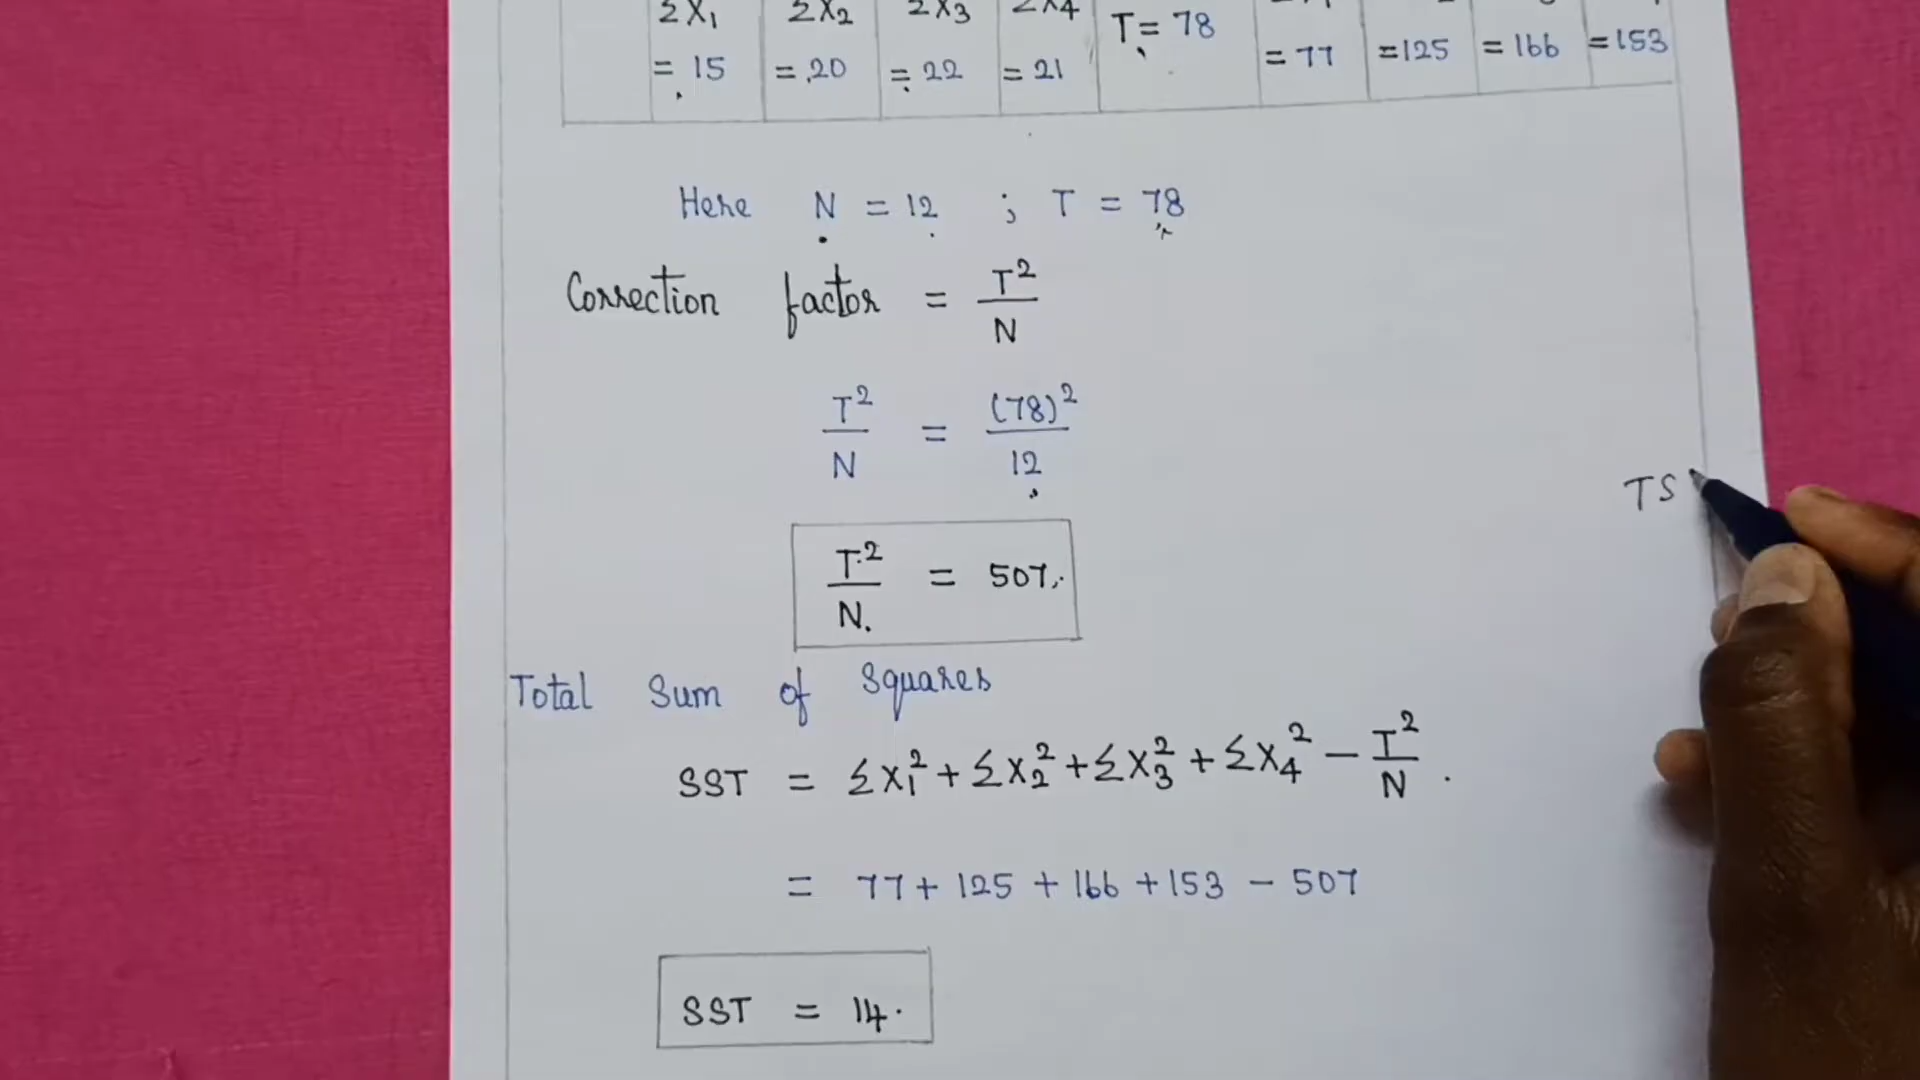 ΣX₁ ΣX₂ ΣX₃ ΣX₄ T = 78
= 15 = 20 = 22 = 21 = 77 =125 = 166 =153
Here N = 12 ; T = 78
Correction factor = T²/N
T²/N = (78)²/12
TS
T²/N = 507.
Total Sum of Squares
SST = ΣX₁² + ΣX₂² + ΣX₃² + ΣX₄² − T²/N .
= 77 + 125 + 166 + 153 − 507
SST = 14.